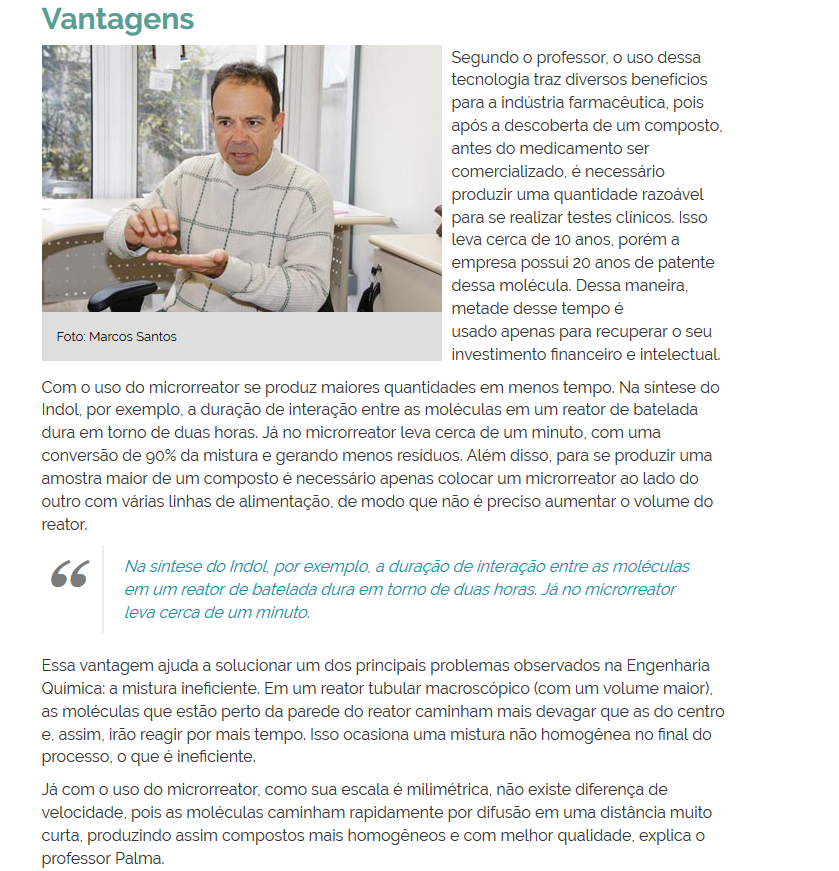 Vantagens
Segundo o professor, o uso dessa
tecnologia traz diversos benefícios
para a indústria farmacêutica, pois
após a descoberta de um composto,
antes do medicamento ser
comercializado, é necessário
produzir uma quantidade razoável
para se realizar testes clínicos. Isso
leva cerca de 10 anos, porém a
empresa possui 20 anos de patente
dessa molécula. Dessa maneira,
metade desse tempo é
usado apenas para recuperar o seu
investimento financeiro e intelectual.
Foto: Marcos Santos
Com o uso do microrreator se produz maiores quantidades em menos tempo. Na síntese do
Indol, por exemplo, a duração de interação entre as moléculas em um reator de batelada
dura em torno de duas horas. Já no microrreator leva cerca de um minuto, com uma
conversão de 90% da mistura e gerando menos resíduos. Além disso, para se produzir uma
amostra maior de um composto é necessário apenas colocar um microrreator ao lado do
outro com várias linhas de alimentação, de modo que não é preciso aumentar o volume do
reator.
“ Na síntese do Indol, por exemplo, a duração de interação entre as moléculas
em um reator de batelada dura em torno de duas horas. Já no microrreator
leva cerca de um minuto.
Essa vantagem ajuda a solucionar um dos principais problemas observados na Engenharia
Química: a mistura ineficiente. Em um reator tubular macroscópico (com um volume maior),
as moléculas que estão perto da parede do reator caminham mais devagar que as do centro
e, assim, irão reagir por mais tempo. Isso ocasiona uma mistura não homogênea no final do
processo, o que é ineficiente.
Já com o uso do microrreator, como sua escala é milimétrica, não existe diferença de
velocidade, pois as moléculas caminham rapidamente por difusão em uma distância muito
curta, produzindo assim compostos mais homogêneos e com melhor qualidade, explica o
professor Palma.